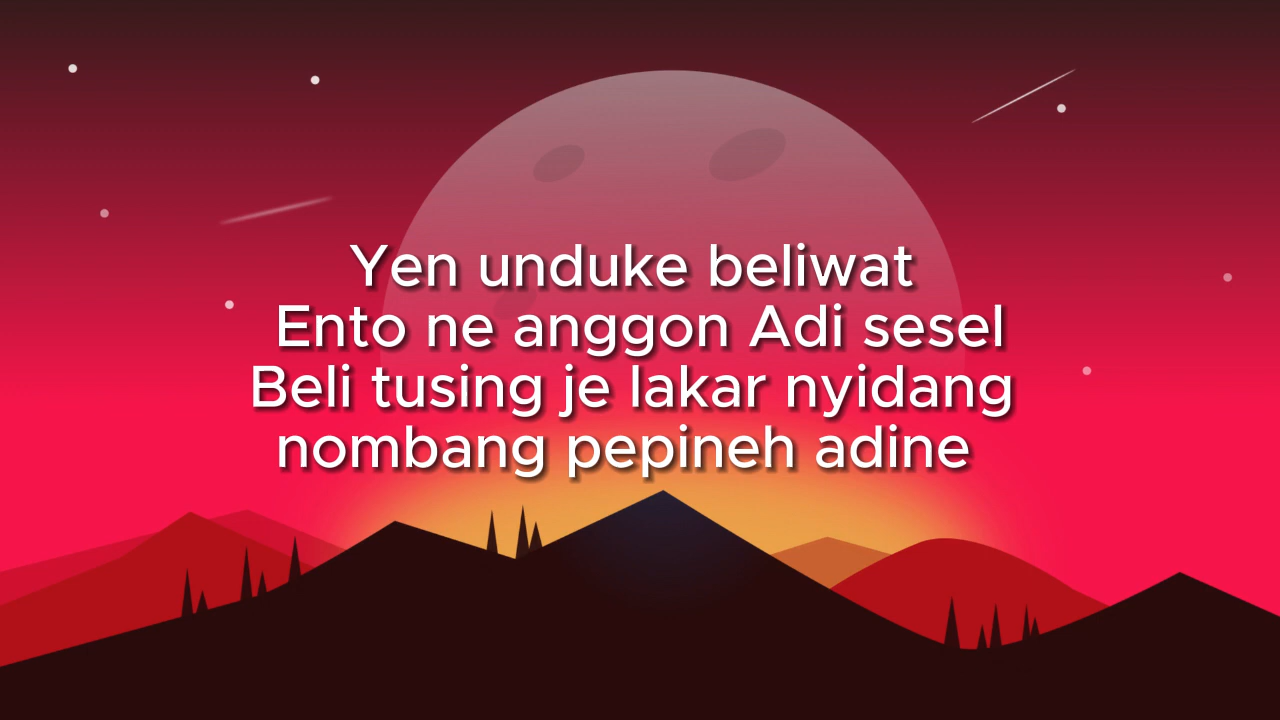 Yen unduke beliwat
Ento ne anggon Adi sesel
Beli tusing je lakar nyidang
nombang pepineh adine